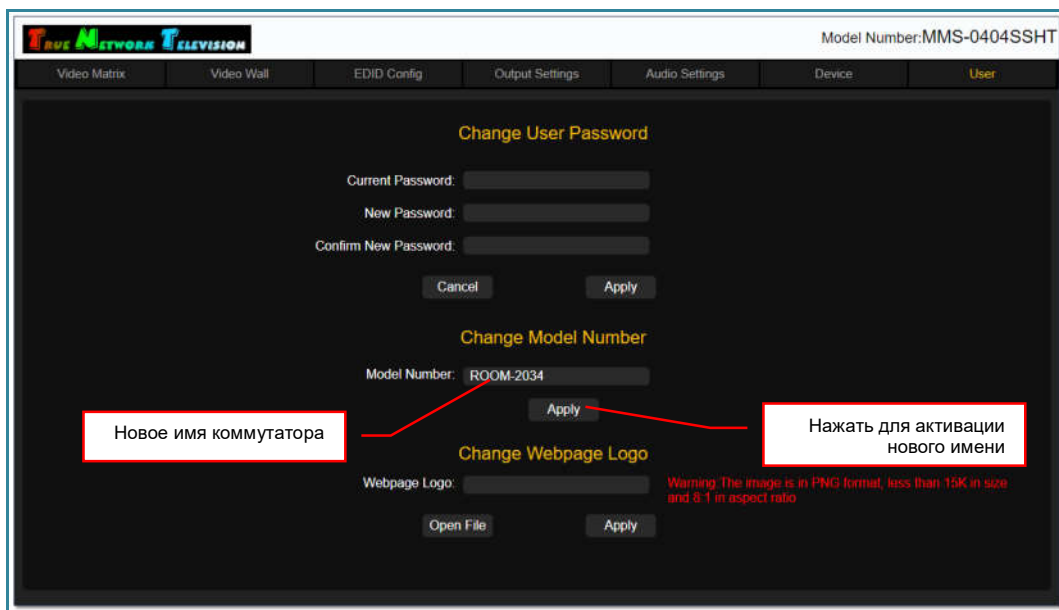 TRUE NETWORK TELEVISION
Model Number:MMS-0404SSHT
Video Matrix
Video Wall
EDID Config
Output Settings
Audio Settings
Device
User
Change User Password
Current Password:
New Password:
Confirm New Password:
Cancel
Apply
Change Model Number
Model Number:
ROOM-2034
Apply
Новое имя коммутатора
Нажать для активации
нового имени
Change Webpage Logo
Webpage Logo:
Warning:The image is in PNG format, less than 15K in size
and 8:1 in aspect ratio
Open File
Apply